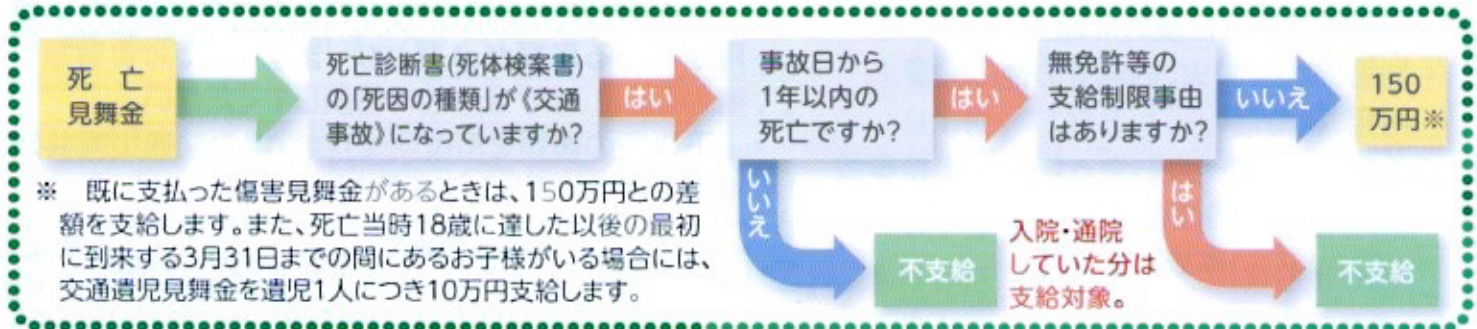 死亡
見舞金
死亡診断書(死体検案書)
の「死因の種類」が《交通
事故》になっていますか?
はい
事故日から
1年以内の
死亡ですか?
はい
無免許等の
支給制限事由
はありますか?
いいえ
150
万円※
※ 既に支払った傷害見舞金があるときは、150万円との差
額を支給します。また、死亡当時18歳に達した以後の最初
に到来する3月31日までの間にあるお子様がいる場合には、
交通遺児見舞金を遺児1人につき10万円支給します。
いいえ
不支給
入院・通院
していた分は
支給対象。
はい
不支給